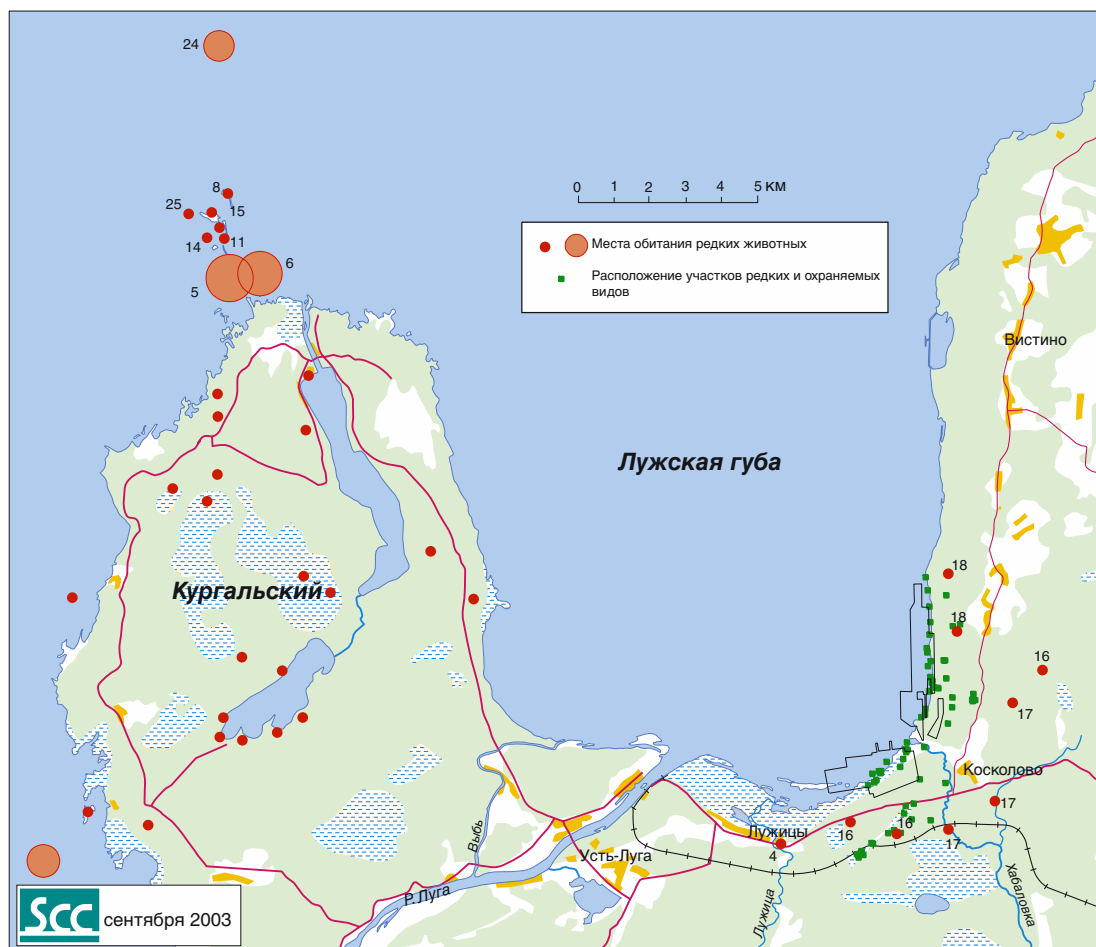 24
8
25
15
14
11
6
5
0 1 2 3 4 5 км
Места обитания редких животных
Расположение участков редких и охраняемых
видов
Вистино
Лужская губа
Кургальский
18
18
16
17
Косколово
17
16
16
17
Лужицы
4
Выбь
Усть-Луга
Р.Луга
Лужица
Хабаловка
Scc сентября 2003